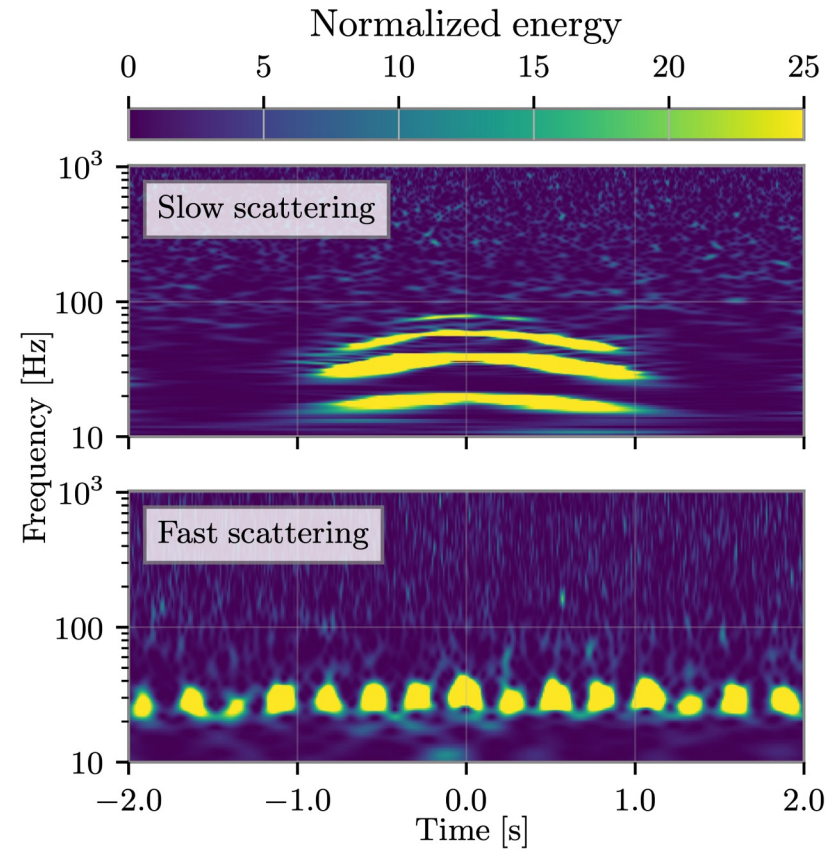 Normalized energy
0 5 10 15 20 25
Frequency [Hz]
10³
Slow scattering
100
10
10³
Fast scattering
100
10
−2.0 −1.0 0.0 1.0 2.0
Time [s]